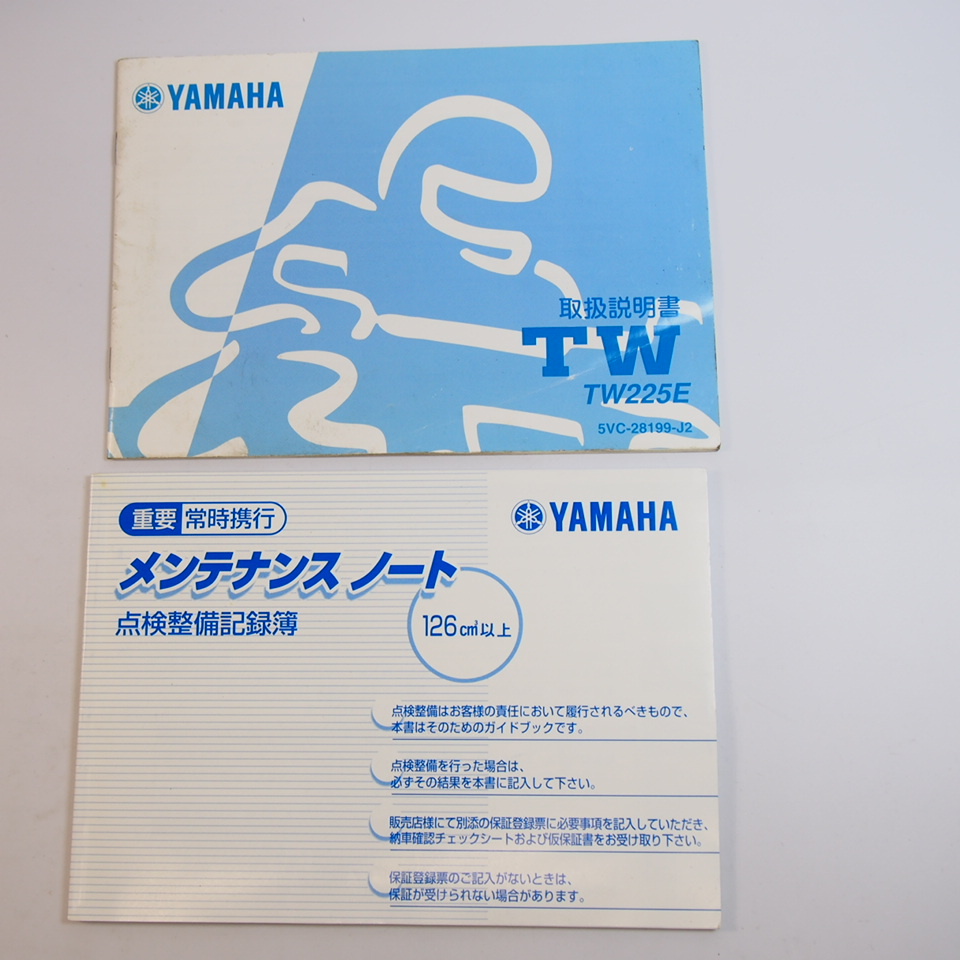 YAMAHA
取扱説明書
TW
TW225E
5VC-28199-J2
重要 常時携行
YAMAHA
メンテナンス ノート
点検整備記録簿
126㎤以上
点検整備はお客様の責任において履行されるべきもので、
本書はそのためのガイドブックです。
点検整備を行った場合は、
必ずその結果を本書に記入して下さい。
販売店様にて別添の保証登録票に必要事項を記入していただき、
納車確認チェックシートおよび仮保証書をお受け取り下さい。
保証登録票のご記入がないときは、
保証が受けられない場合があります。